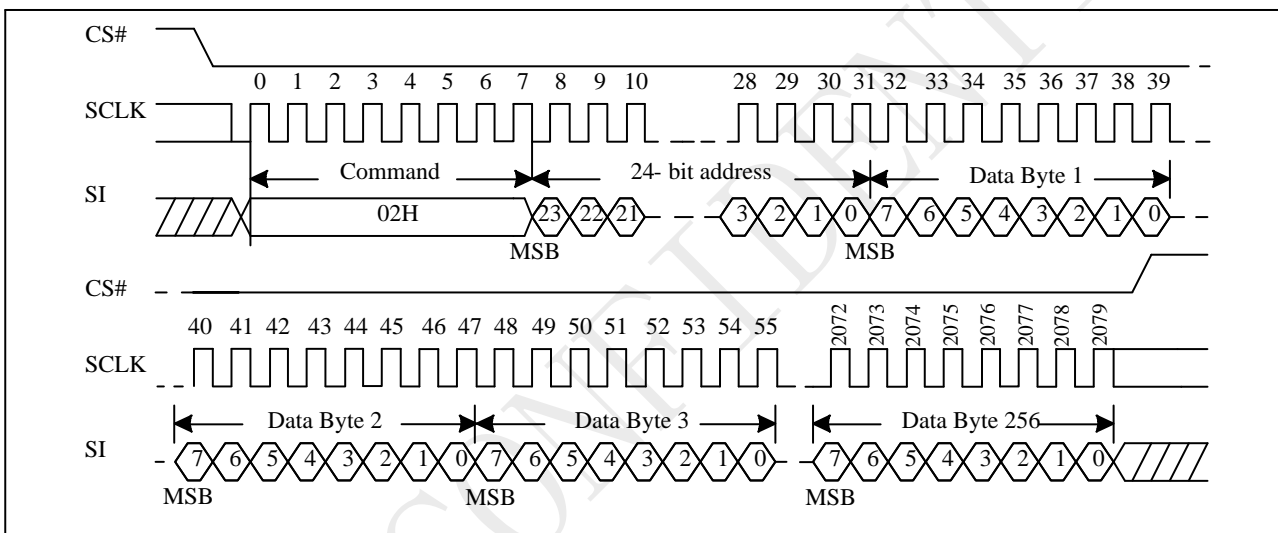 CS#
0 1 2 3 4 5 6 7 8 9 10 28 29 30 31 32 33 34 35 36 37 38 39
SCLK
Command 24- bit address Data Byte 1
SI
02H 23 22 21 3 2 1 0 7 6 5 4 3 2 1 0
MSB MSB
CS#
40 41 42 43 44 45 46 47 48 49 50 51 52 53 54 55 2072 2073 2074 2075 2076 2077 2078 2079
SCLK
Data Byte 2 Data Byte 3 Data Byte 256
SI
7 6 5 4 3 2 1 0 7 6 5 4 3 2 1 0 7 6 5 4 3 2 1 0
MSB MSB MSB
CONFIDENT